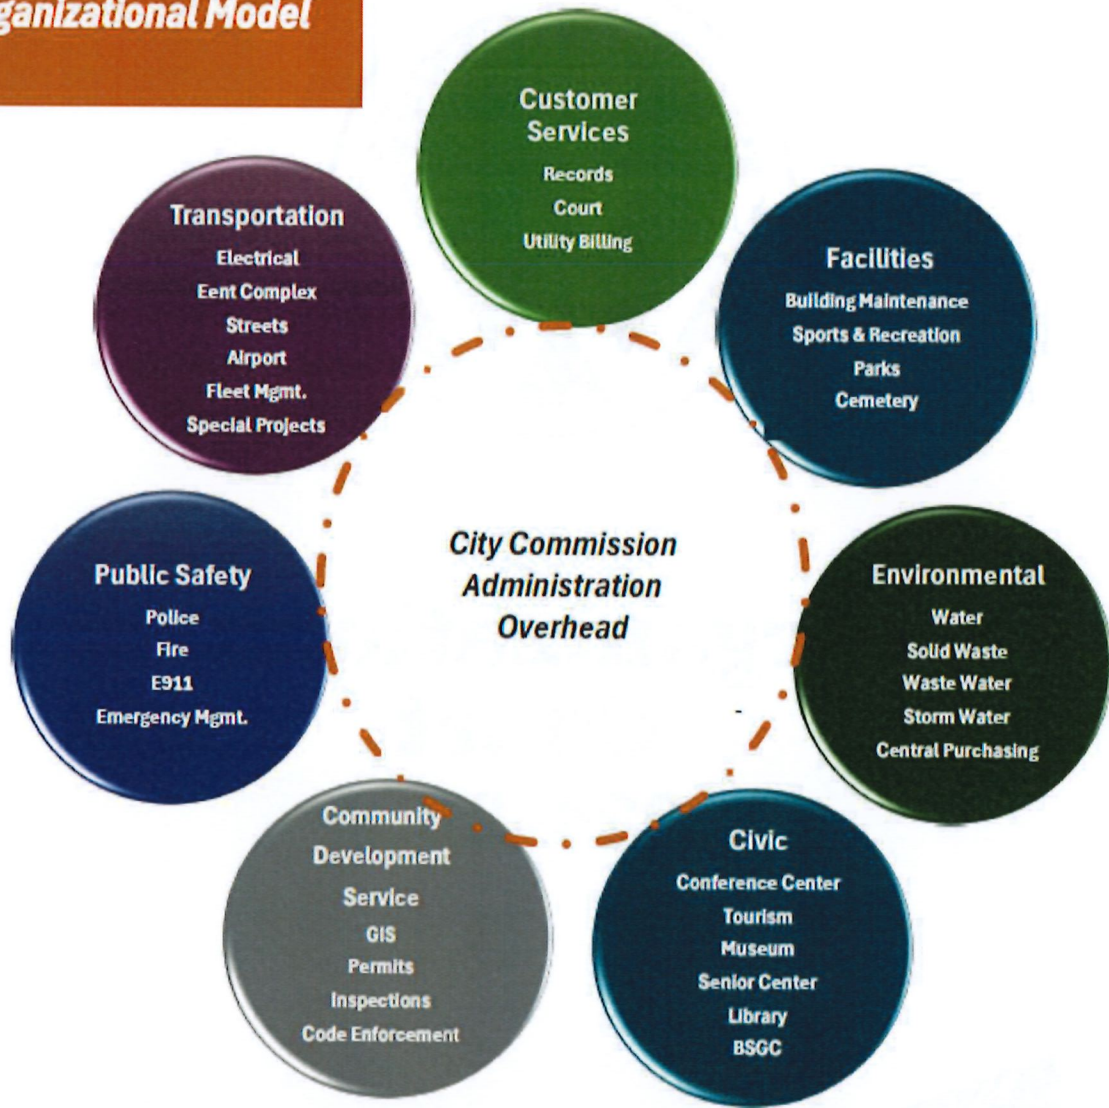 ganizational Model
Customer
Services
Records
Court
Utility Billing
Transportation
Electrical
Eent Complex
Streets
Airport
Fleet Mgmt.
Special Projects
Facilities
Building Maintenance
Sports & Recreation
Parks
Cemetery
City Commission
Administration
Overhead
Public Safety
Police
Fire
E911
Emergency Mgmt.
Environmental
Water
Solid Waste
Waste Water
Storm Water
Central Purchasing
Community
Development
Service
GIS
Permits
Inspections
Code Enforcement
Civic
Conference Center
Tourism
Museum
Senior Center
Library
BSGC